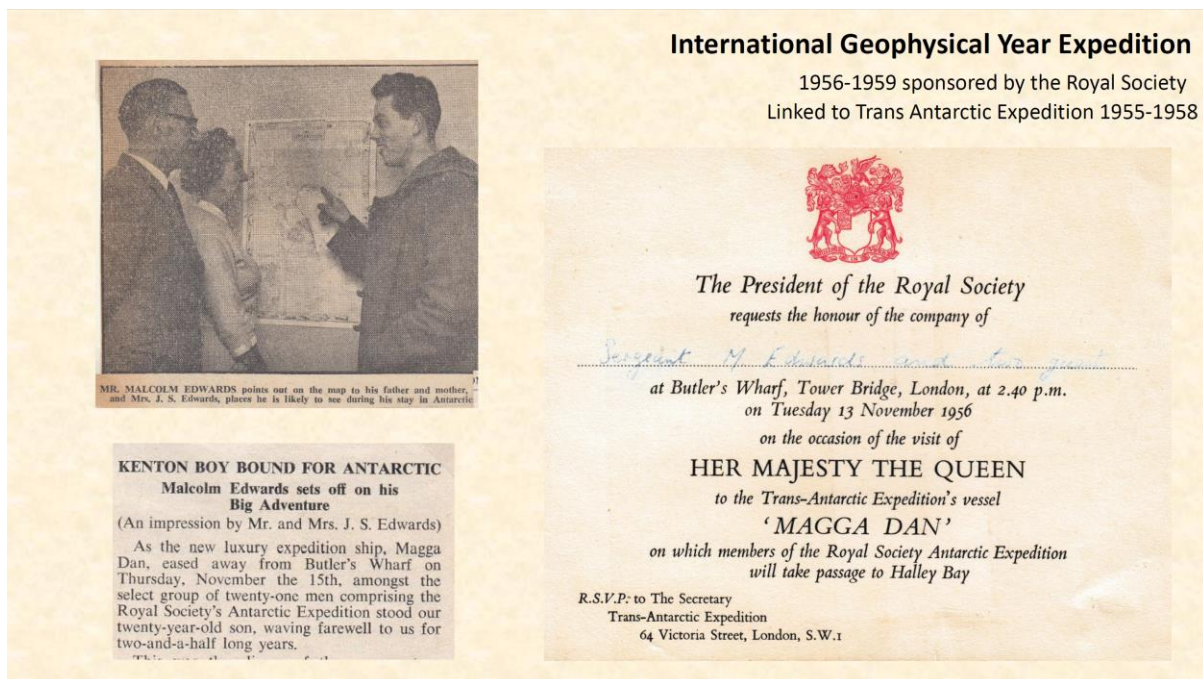 International Geophysical Year Expedition
1956-1959 sponsored by the Royal Society
Linked to Trans Antarctic Expedition 1955-1958
MR. MALCOLM EDWARDS points out on the map to his father and mother,
and Mrs. J. S. Edwards, places he is likely to see during his stay in Antarctic
KENTON BOY BOUND FOR ANTARCTIC
Malcolm Edwards sets off on his
Big Adventure
(An impression by Mr. and Mrs. J. S. Edwards)
As the new luxury expedition ship, Magga
Dan, eased away from Butler's Wharf on
Thursday, November the 15th, amongst the
select group of twenty-one men comprising the
Royal Society's Antarctic Expedition stood our
twenty-year-old son, waving farewell to us for
two-and-a-half long years.
The President of the Royal Society
requests the honour of the company of
Sergeant M Edwards and two guest
at Butler's Wharf, Tower Bridge, London, at 2.40 p.m.
on Tuesday 13 November 1956
on the occasion of the visit of
HER MAJESTY THE QUEEN
to the Trans-Antarctic Expedition's vessel
'MAGGA DAN'
on which members of the Royal Society Antarctic Expedition
will take passage to Halley Bay
R.S.V.P. to The Secretary
Trans-Antarctic Expedition
64 Victoria Street, London, S.W.1